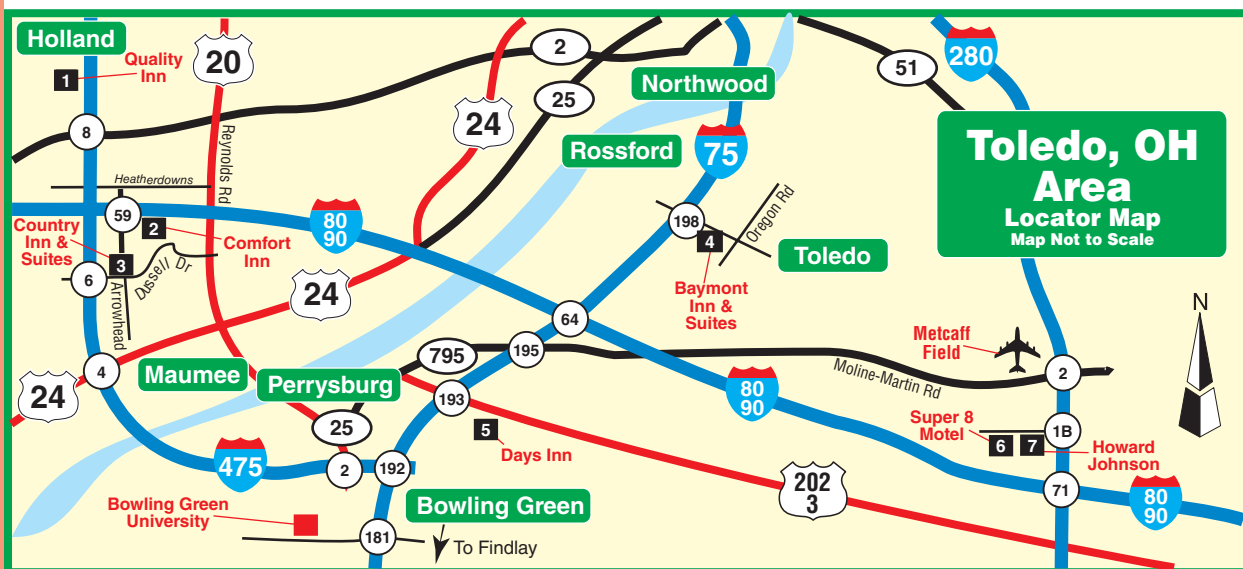 Holland
Quality
Inn
1
20
2
25
24
Northwood
51
280
8
Reynolds Rd
Rossford
75
Toledo, OH
Area
Locator Map
Map Not to Scale
Heatherdowns
59
80
90
198
Oregon Rd
4
Toledo
Country
Inn &
Suites
2
Comfort
Inn
3
Dussell Dr
6
Arrowhead
24
Baymont
Inn &
Suites
N
64
Metcaff
Field
4
Maumee
Perrysburg
795
195
Moline-Martin Rd
2
24
193
80
90
25
5
Days Inn
Super 8
Motel
6
7
1B
Howard
Johnson
475
2
192
202
3
71
80
90
Bowling Green
University
Bowling Green
181
To Findlay